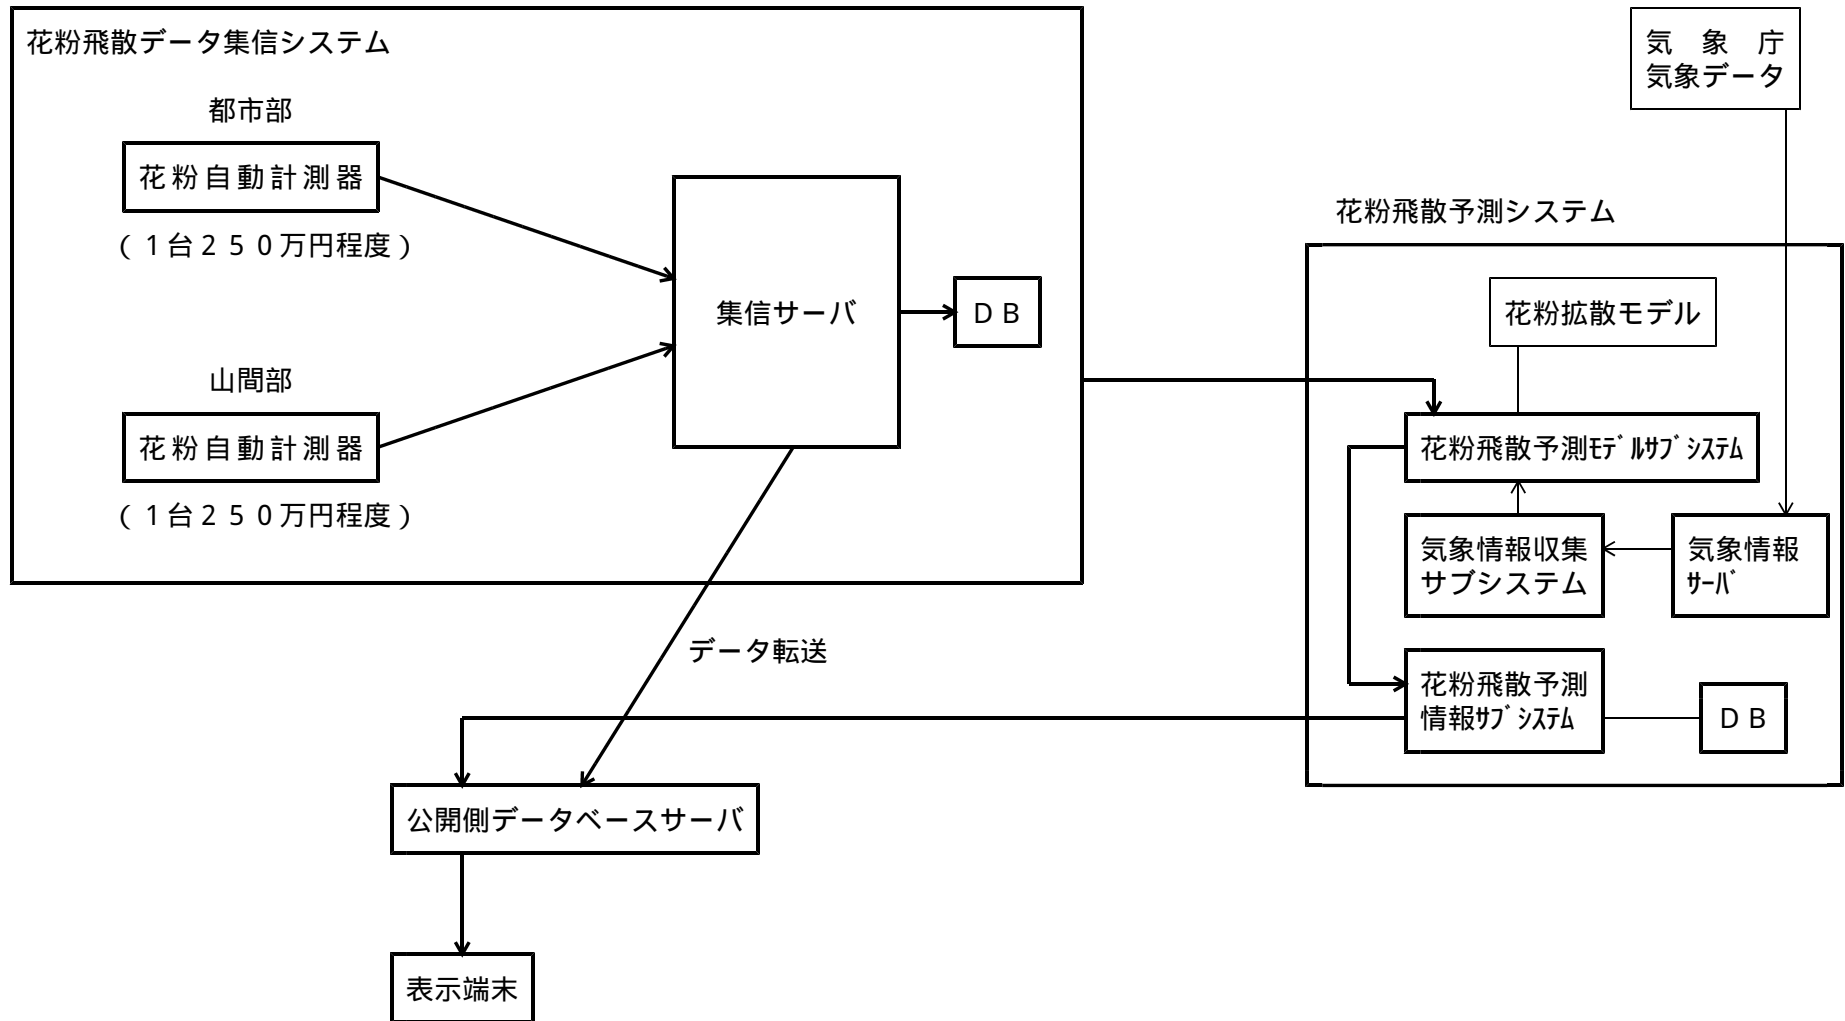 花粉飛散データ集信システム
都市部
花粉自動計測器
（１台２５０万円程度）
山間部
花粉自動計測器
（１台２５０万円程度）
集信サーバ
ＤＢ
データ転送
気　象　庁
気象データ
花粉飛散予測システム
花粉拡散モデル
花粉飛散予測ﾓﾃﾞﾙｻﾌﾞｼｽﾃﾑ
気象情報収集
サブシステム
気象情報
ｻｰﾊﾞ
花粉飛散予測
情報ｻﾌﾞｼｽﾃﾑ
ＤＢ
公開側データベースサーバ
表示端末